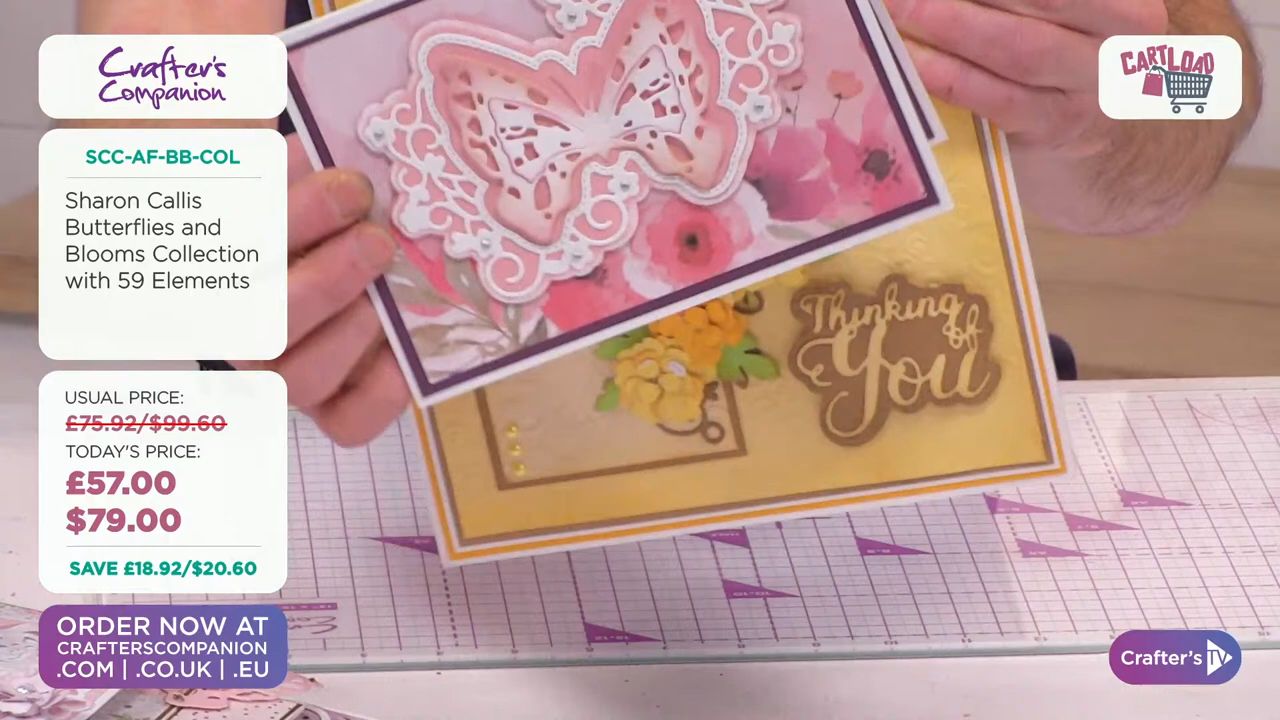 Crafter's
Companion
SCC-AF-BB-COL
Sharon Callis
Butterflies and
Blooms Collection
with 59 Elements
USUAL PRICE:
£75.92/$99.60
TODAY'S PRICE:
£57.00
$79.00
SAVE £18.92/$20.60
ORDER NOW AT
CRAFTERSCOMPANION
.COM | .CO.UK | .EU
CARTLOAD
Thinking
of
You
Crafter's TV